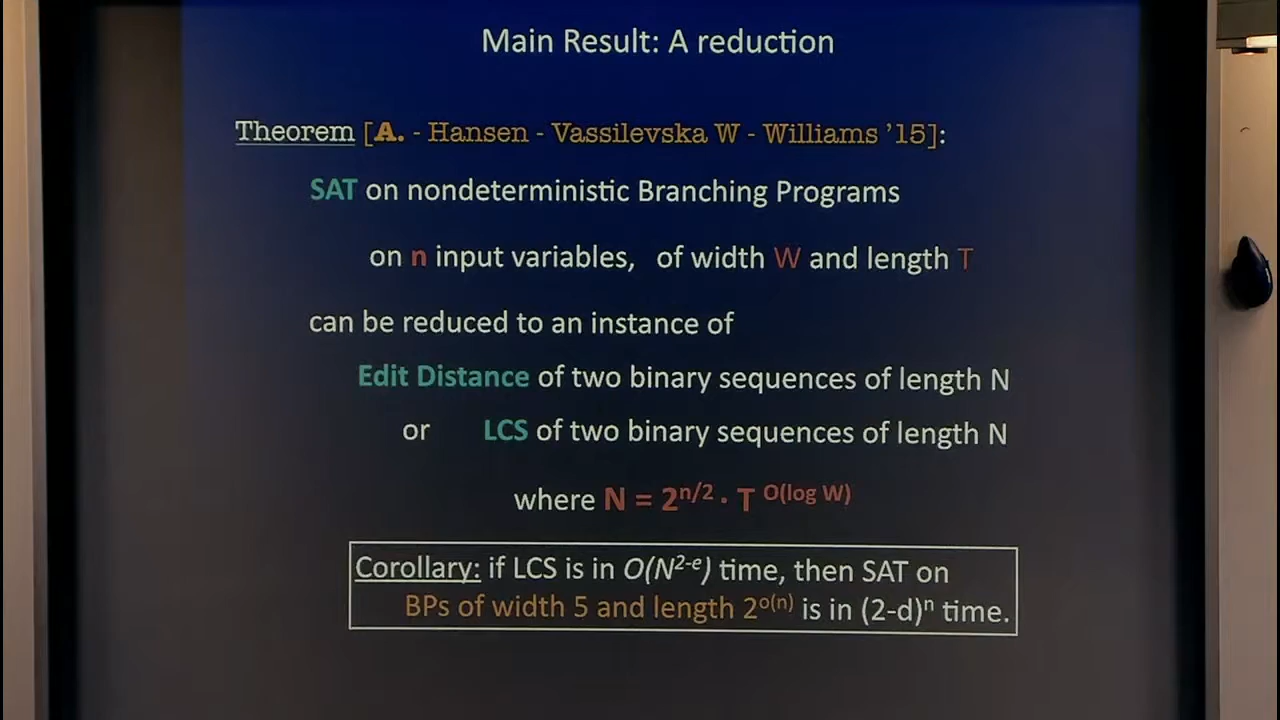 Main Result: A reduction
Theorem [A. - Hansen - Vassilevska W - Williams ’15]:
SAT on nondeterministic Branching Programs
on n input variables, of width W and length T
can be reduced to an instance of
Edit Distance of two binary sequences of length N
or LCS of two binary sequences of length N
where N = 2^{n/2} · T^{O(log W)}
Corollary: if LCS is in O(N^{2-e}) time, then SAT on
BPs of width 5 and length 2^{o(n)} is in (2-d)^n time.